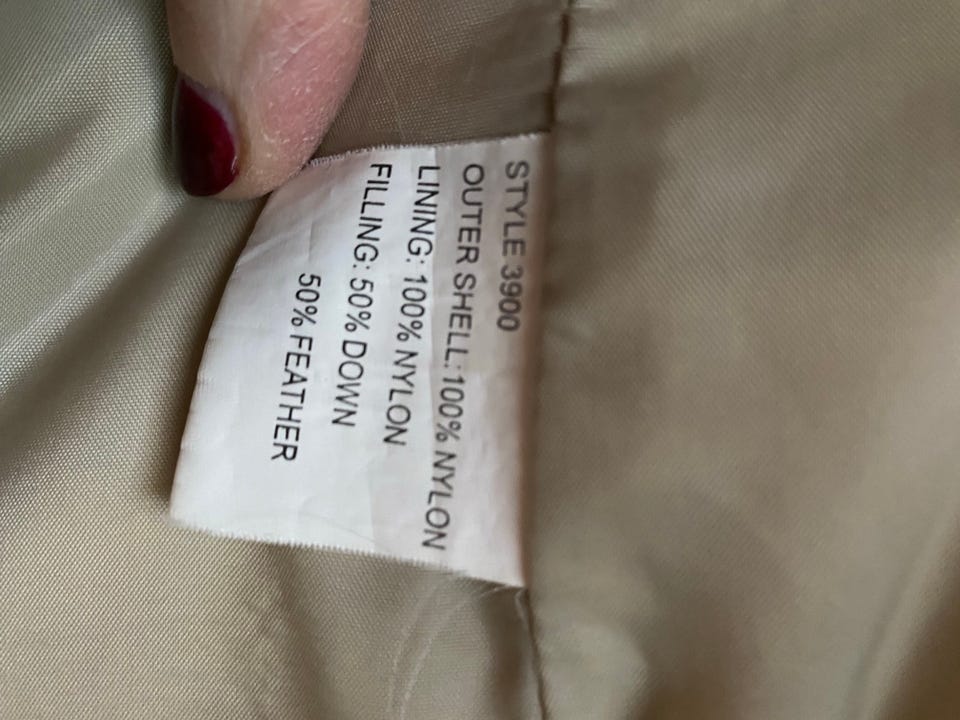 STYLE 3900
OUTER SHELL: 100% NYLON
LINING: 100% NYLON
FILLING: 50% DOWN
50% FEATHER